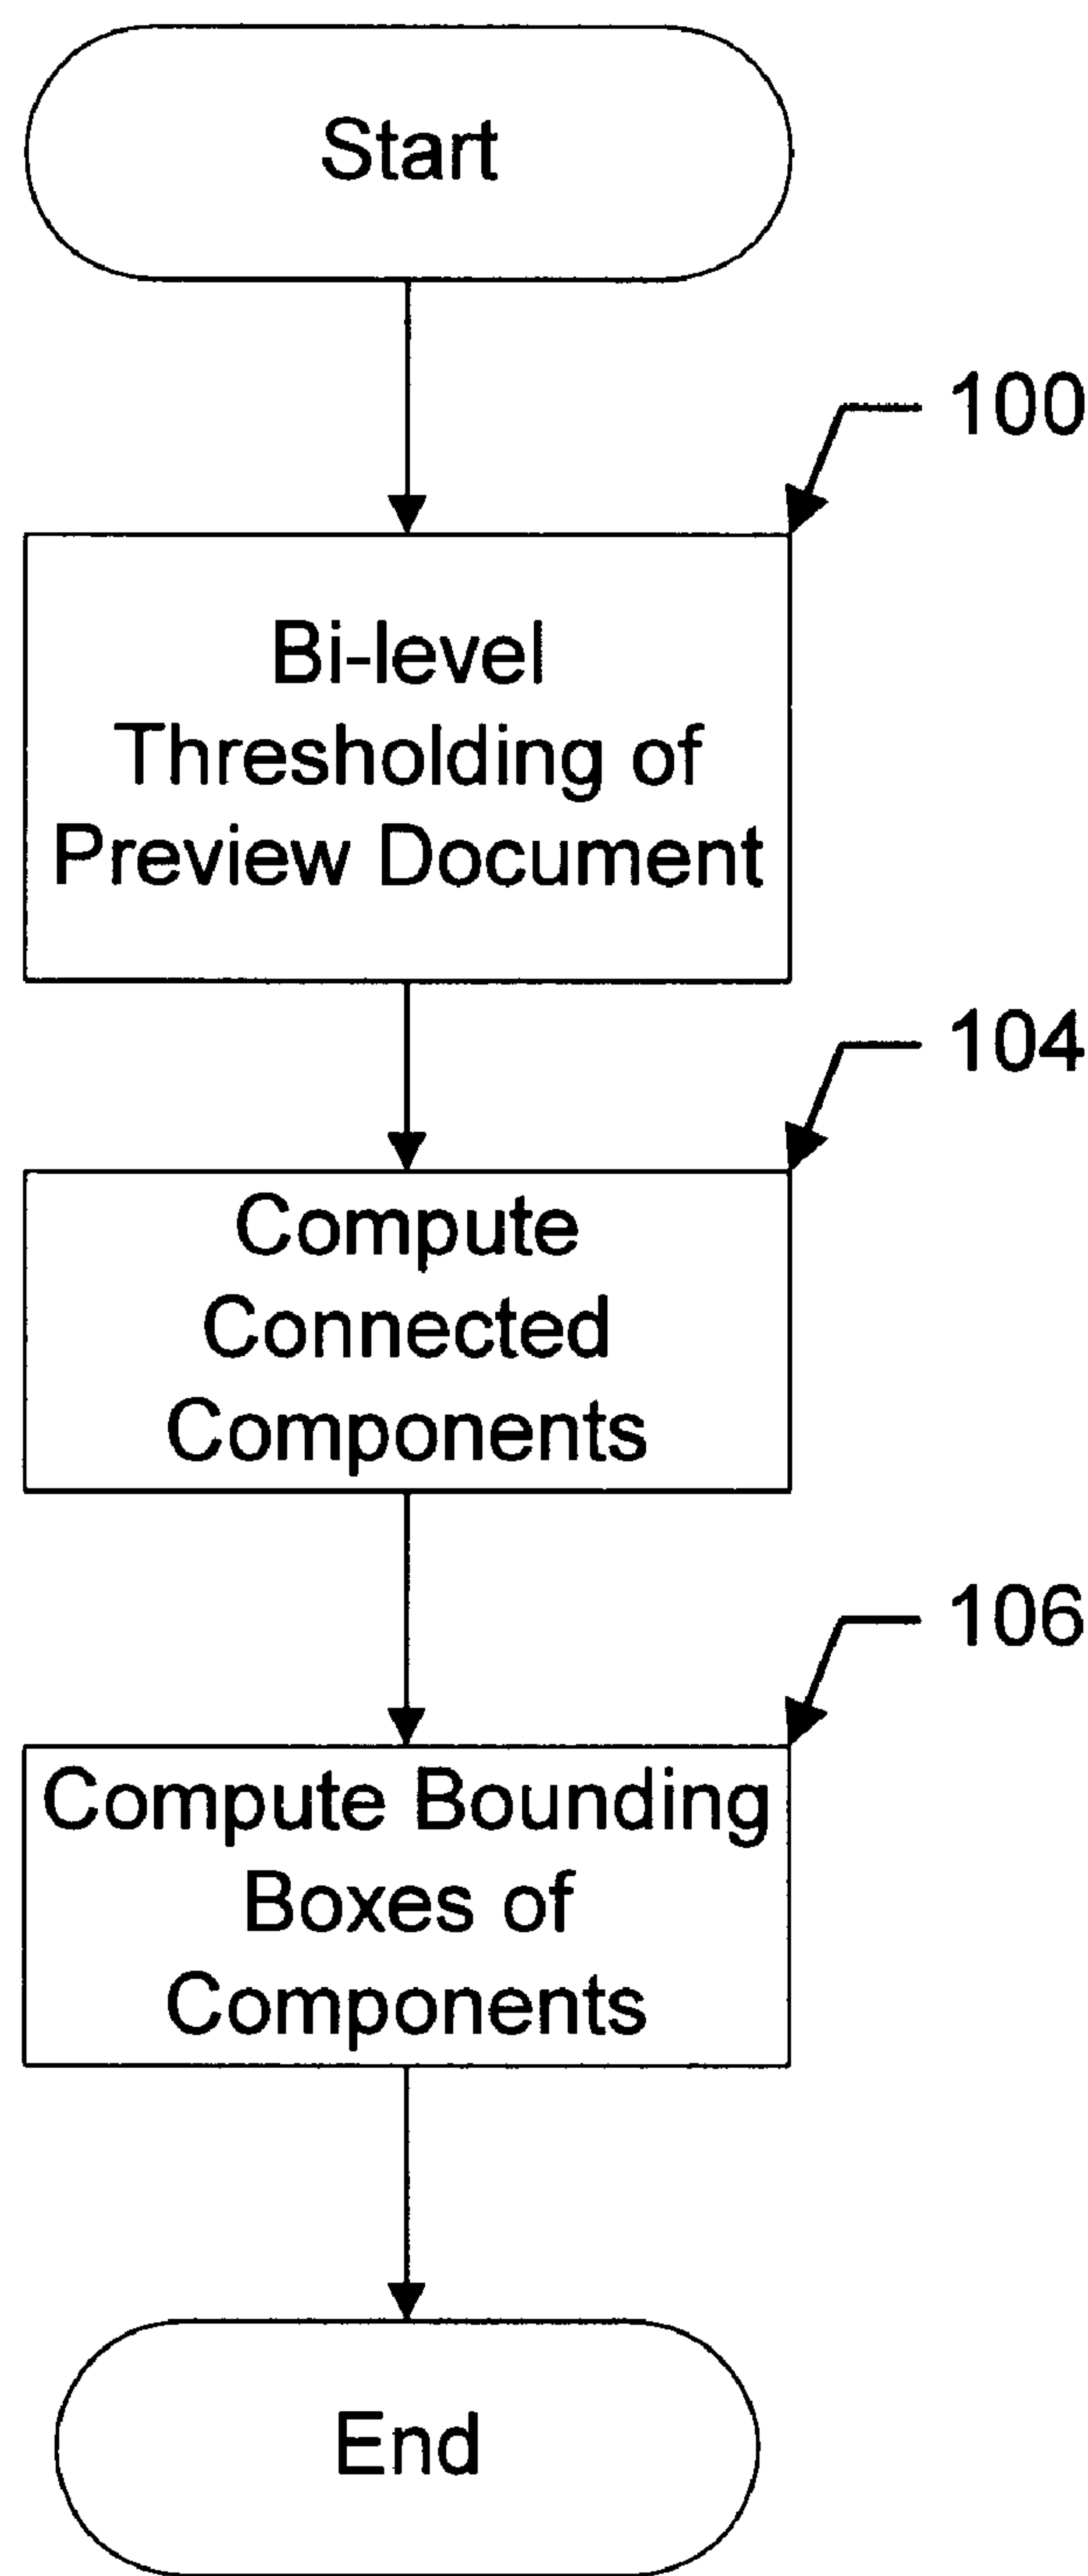 Start
100
Bi-level
Thresholding of
Preview Document
104
Compute
Connected
Components
106
Compute Bounding
Boxes of
Components
End